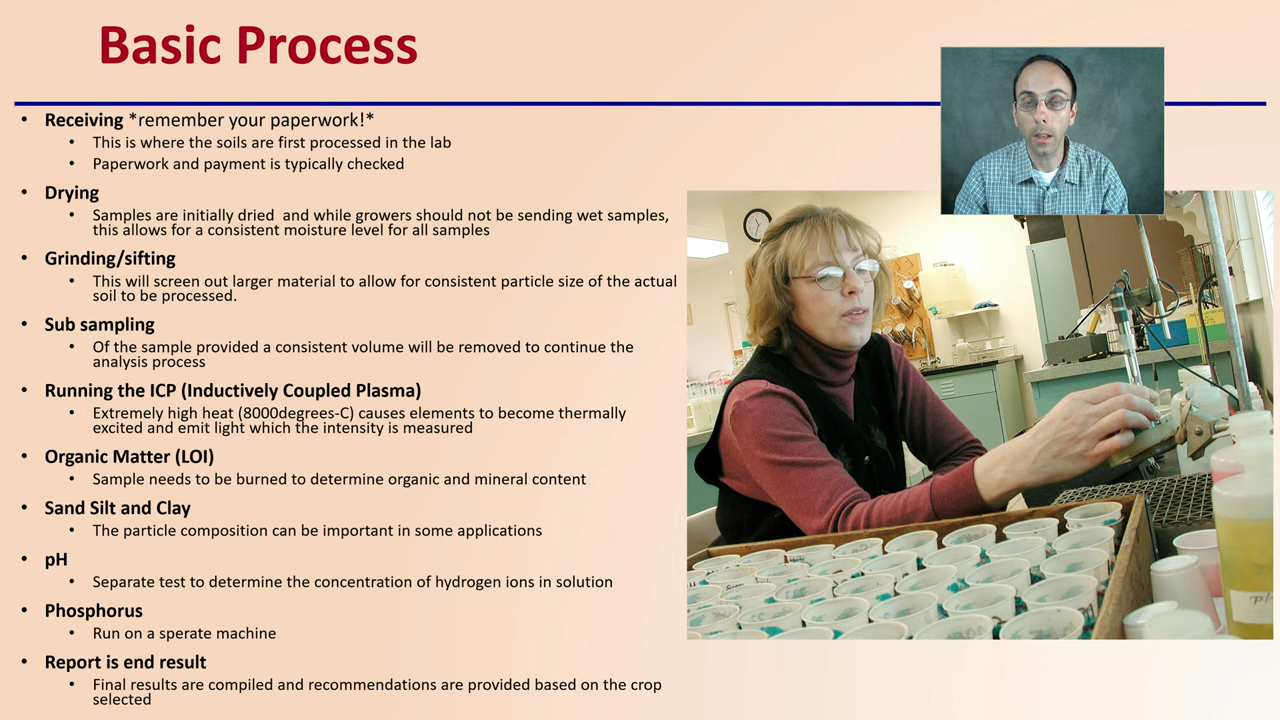 Basic Process
Receiving *remember your paperwork!*
This is where the soils are first processed in the lab
Paperwork and payment is typically checked
Drying
Samples are initially dried  and while growers should not be sending wet samples,
this allows for a consistent moisture level for all samples
Grinding/sifting
This will screen out larger material to allow for consistent particle size of the actual
soil to be processed.
Sub sampling
Of the sample provided a consistent volume will be removed to continue the
analysis process
Running the ICP (Inductively Coupled Plasma)
Extremely high heat (8000degrees-C) causes elements to become thermally
excited and emit light which the intensity is measured
Organic Matter (LOI)
Sample needs to be burned to determine organic and mineral content
Sand Silt and Clay
The particle composition can be important in some applications
pH
Separate test to determine the concentration of hydrogen ions in solution
Phosphorus
Run on a sperate machine
Report is end result
Final results are compiled and recommendations are provided based on the crop
selected